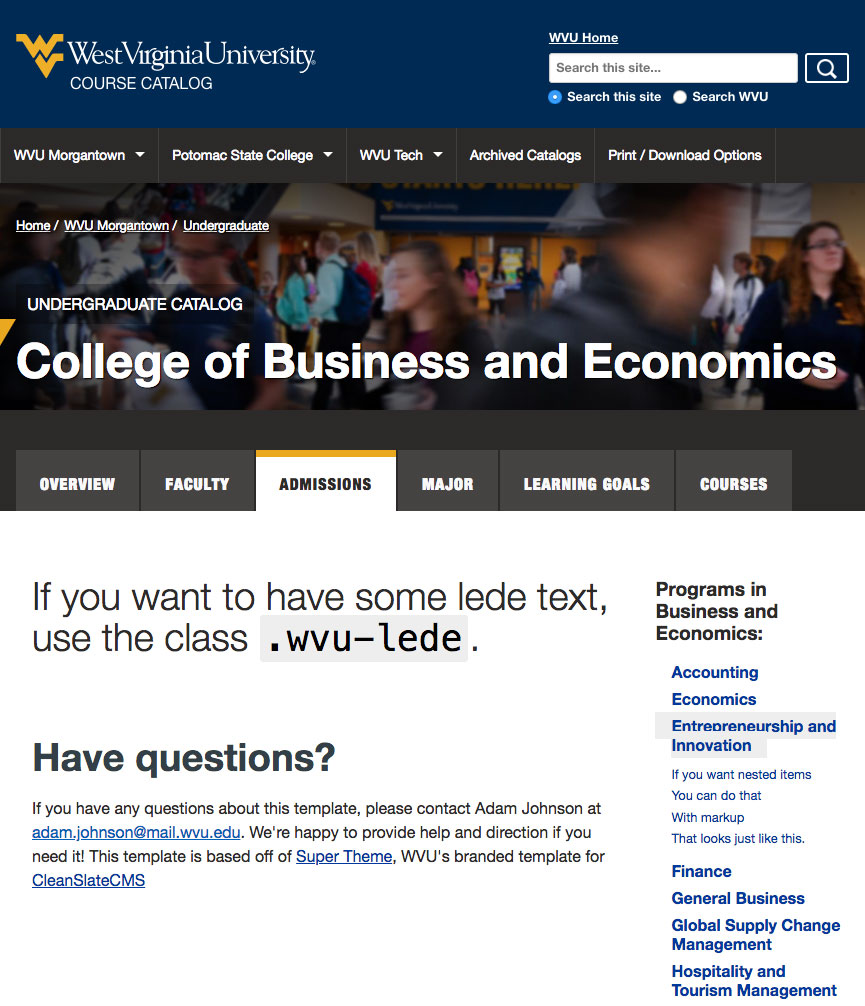 WestVirginiaUniversity®
COURSE CATALOG
WVU Home
Search this site...
Search this site Search WVU
WVU Morgantown Potomac State College WVU Tech Archived Catalogs Print / Download Options
Home / WVU Morgantown / Undergraduate
UNDERGRADUATE CATALOG
College of Business and Economics
OVERVIEW FACULTY ADMISSIONS MAJOR LEARNING GOALS COURSES
If you want to have some lede text,
use the class .wvu-lede.
Have questions?
If you have any questions about this template, please contact Adam Johnson at
adam.johnson@mail.wvu.edu. We're happy to provide help and direction if you
need it! This template is based off of Super Theme, WVU's branded template for
CleanSlateCMS
Programs in
Business and
Economics:
Accounting
Economics
Entrepreneurship and
Innovation
If you want nested items
You can do that
With markup
That looks just like this.
Finance
General Business
Global Supply Change
Management
Hospitality and
Tourism Management